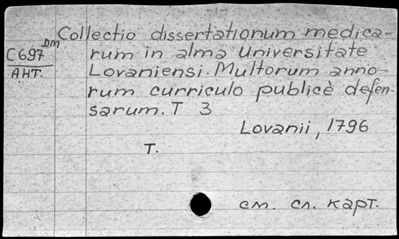 Collectio dissertationum medica-
DM
C697
АНТ.
rum in alma universitate
Lovaniensi. Multorum anno-
rum curriculo publicè defen-
sarum. T 3
Lovanii, 1796
T.
см. сл. карт.